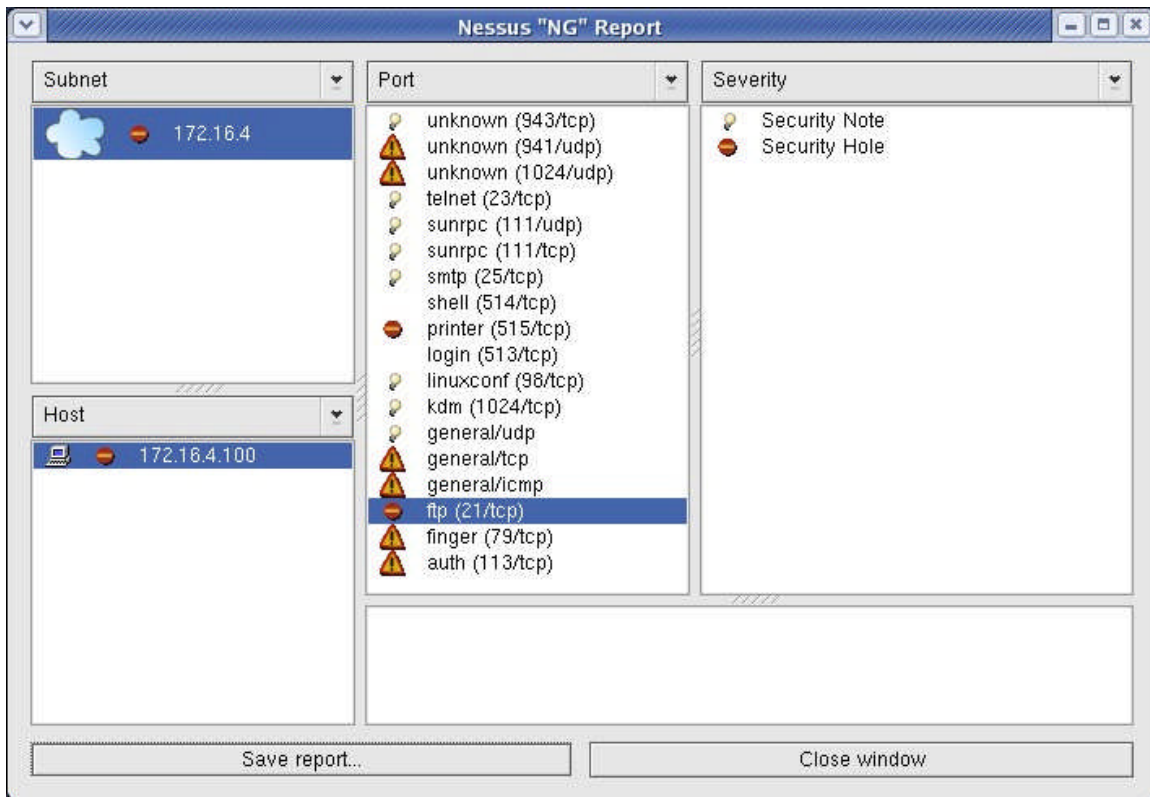 Nessus "NG" Report
Subnet
172.16.4
Host
172.16.4.100
Port
unknown (943/tcp)
unknown (941/udp)
unknown (1024/udp)
telnet (23/tcp)
sunrpc (111/udp)
sunrpc (111/tcp)
smtp (25/tcp)
shell (514/tcp)
printer (515/tcp)
login (513/tcp)
linuxconf (98/tcp)
kdm (1024/tcp)
general/udp
general/tcp
general/icmp
ftp (21/tcp)
finger (79/tcp)
auth (113/tcp)
Severity
Security Note
Security Hole
Save report...
Close window